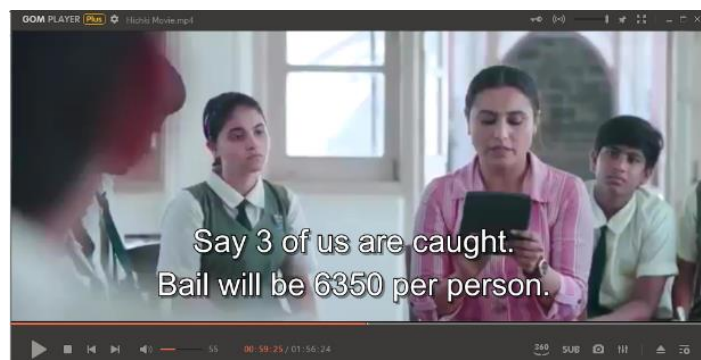 GOM PLAYER Plus Hichki Movie.mp4
Say 3 of us are caught.
Bail will be 6350 per person.
55 00:59:25 / 01:56:24 360 SUB